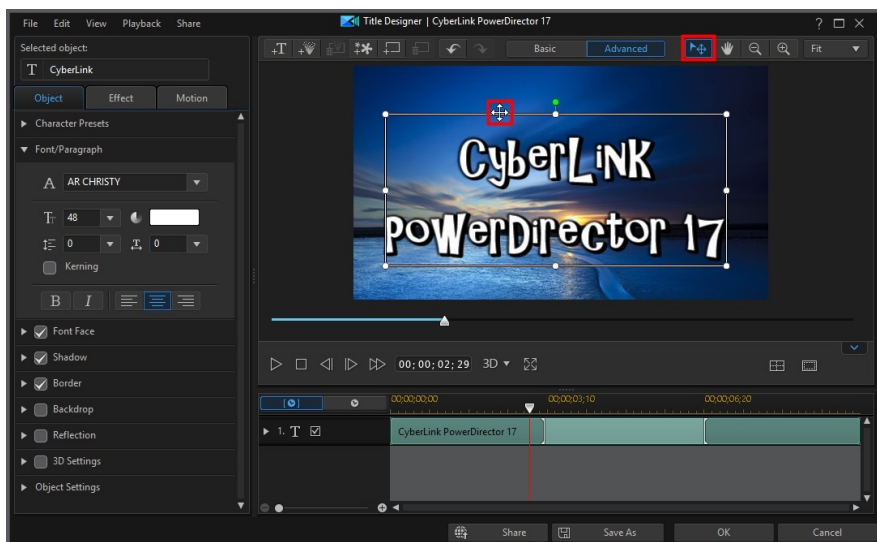 File Edit View Playback Share
Title Designer | CyberLink PowerDirector 17
Selected object:
T CyberLink
Object Effect Motion
Character Presets
Font/Paragraph
A AR CHRISTY
48
0 0
Kerning
B I
Font Face
Shadow
Border
Backdrop
Reflection
3D Settings
Object Settings
Basic Advanced
Fit
CyberLiNK
PoWerDirector 17
00;00;02;29 3D
00;00;00;00 00;00;03;10 00;00;06;20
1. T CyberLink PowerDirector 17
Share Save As OK Cancel